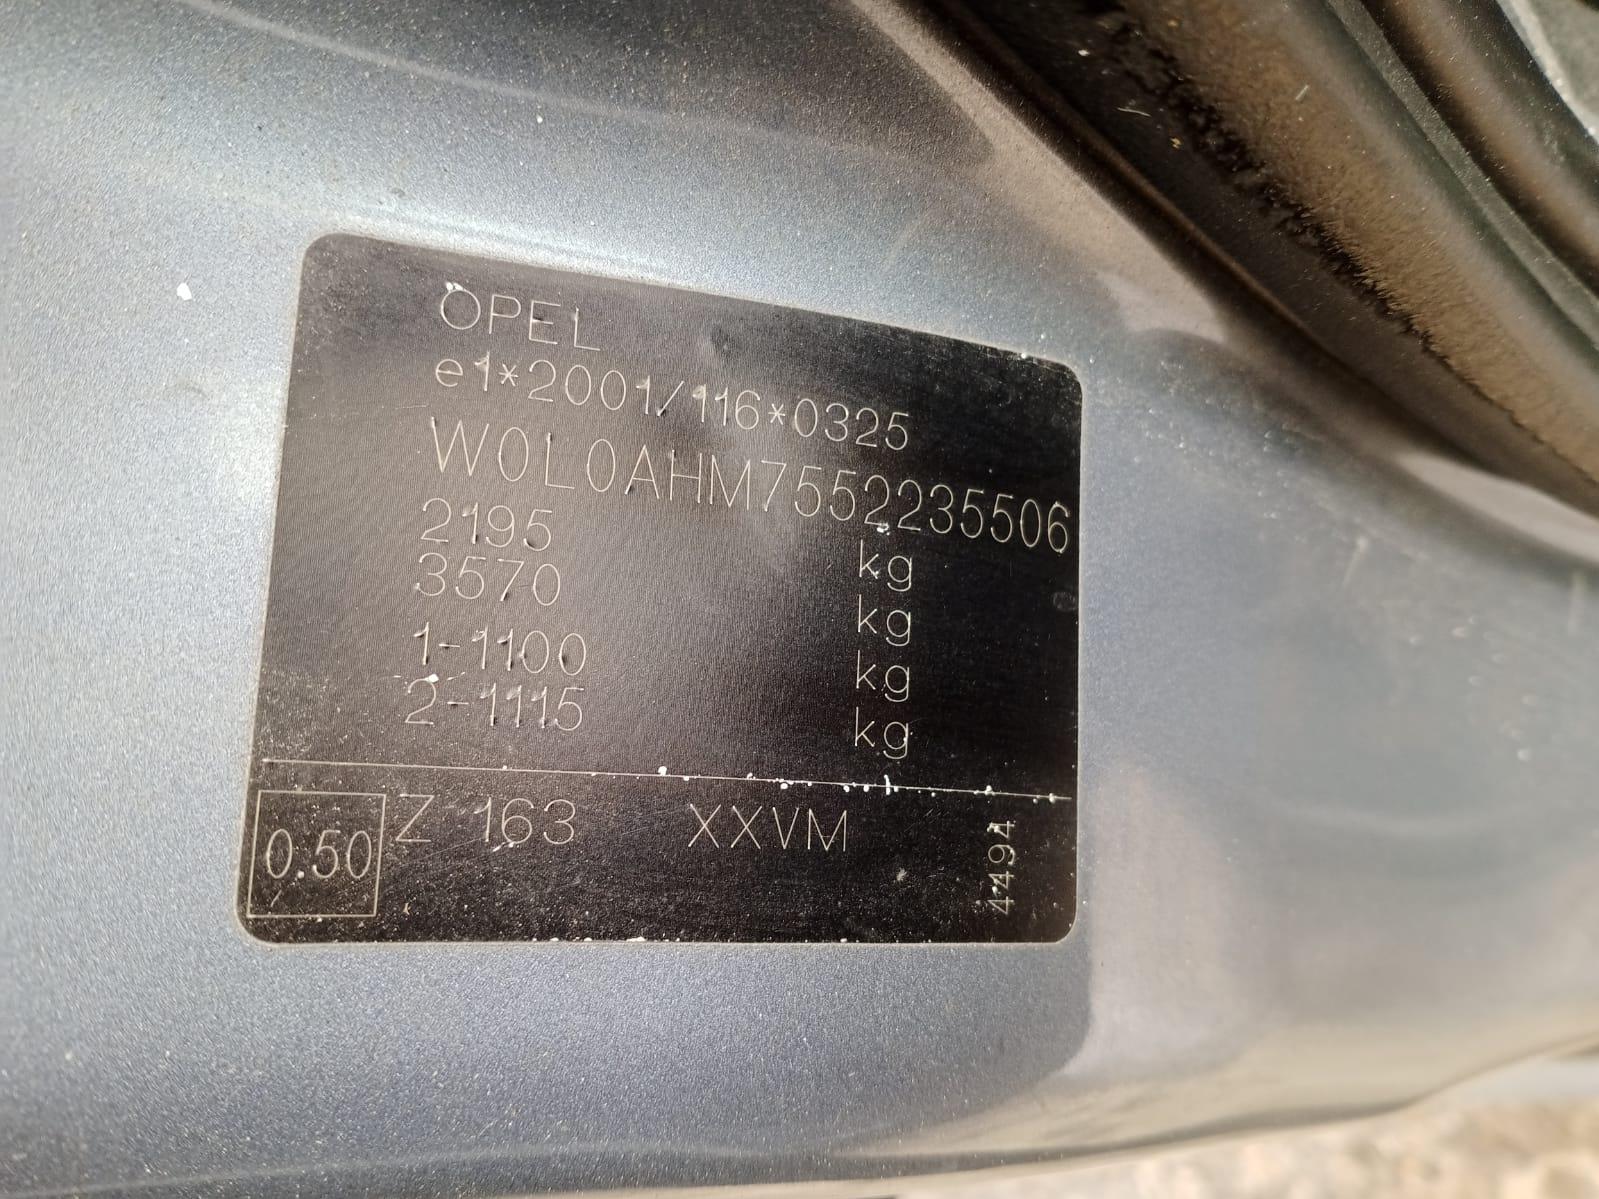 OPEL
e1*2001/116*0325
W0L0AHM7552235506
2195 kg
3570 kg
1-1100 kg
2-1115 kg
0.50 Z 163 XXVM 4494